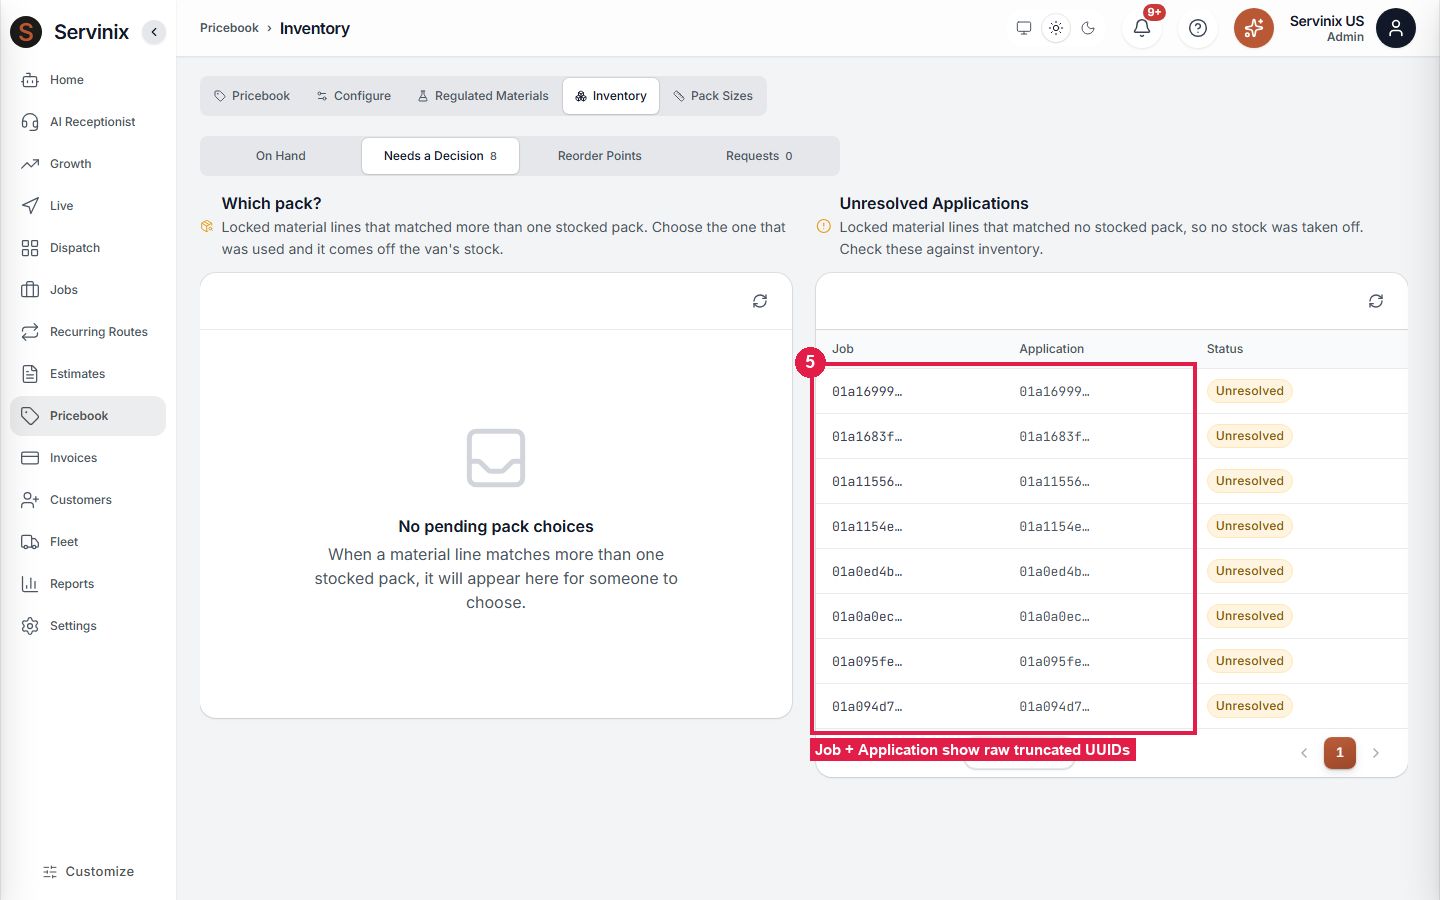 S Servinix
Pricebook › Inventory
9+
Servinix US
Admin
Home
AI Receptionist
Growth
Live
Dispatch
Jobs
Recurring Routes
Estimates
Pricebook
Invoices
Customers
Fleet
Reports
Settings
Customize
Pricebook Configure Regulated Materials Inventory Pack Sizes
On Hand Needs a Decision 8 Reorder Points Requests 0
Which pack?
Locked material lines that matched more than one stocked pack. Choose the one that
was used and it comes off the van's stock.
No pending pack choices
When a material line matches more than one
stocked pack, it will appear here for someone to
choose.
Unresolved Applications
Locked material lines that matched no stocked pack, so no stock was taken off.
Check these against inventory.
5
Job Application Status
01a16999… 01a16999… Unresolved
01a1683f… 01a1683f… Unresolved
01a11556… 01a11556… Unresolved
01a1154e… 01a1154e… Unresolved
01a0ed4b… 01a0ed4b… Unresolved
01a0a0ec… 01a0a0ec… Unresolved
01a095fe… 01a095fe… Unresolved
01a094d7… 01a094d7… Unresolved
Job + Application show raw truncated UUIDs
1